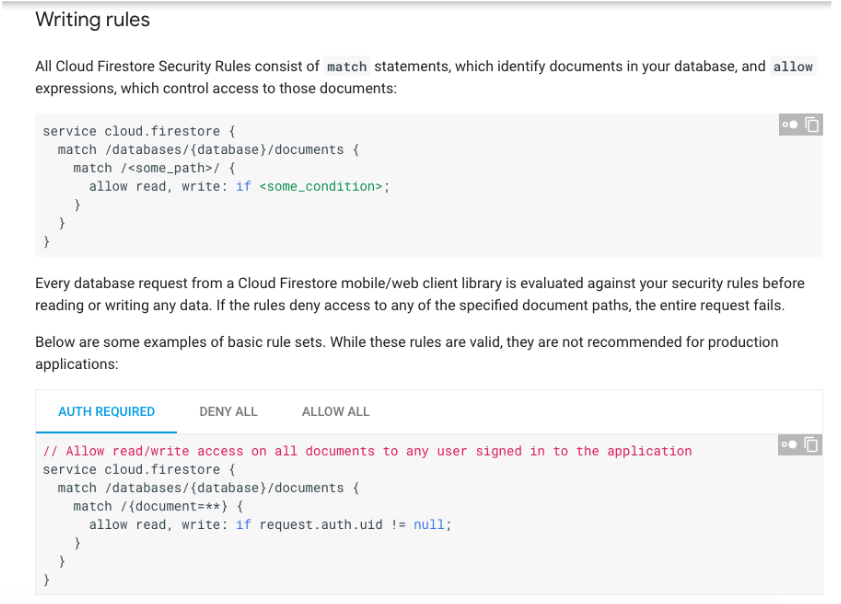 Writing rules
All Cloud Firestore Security Rules consist of match statements, which identify documents in your database, and allow
expressions, which control access to those documents:
service cloud.firestore {
  match /databases/{database}/documents {
    match /<some_path>/ {
      allow read, write: if <some_condition>;
    }
  }
}
Every database request from a Cloud Firestore mobile/web client library is evaluated against your security rules before
reading or writing any data. If the rules deny access to any of the specified document paths, the entire request fails.
Below are some examples of basic rule sets. While these rules are valid, they are not recommended for production
applications:
AUTH REQUIRED DENY ALL ALLOW ALL
// Allow read/write access on all documents to any user signed in to the application
service cloud.firestore {
  match /databases/{database}/documents {
    match /{document=**} {
      allow read, write: if request.auth.uid != null;
    }
  }
}